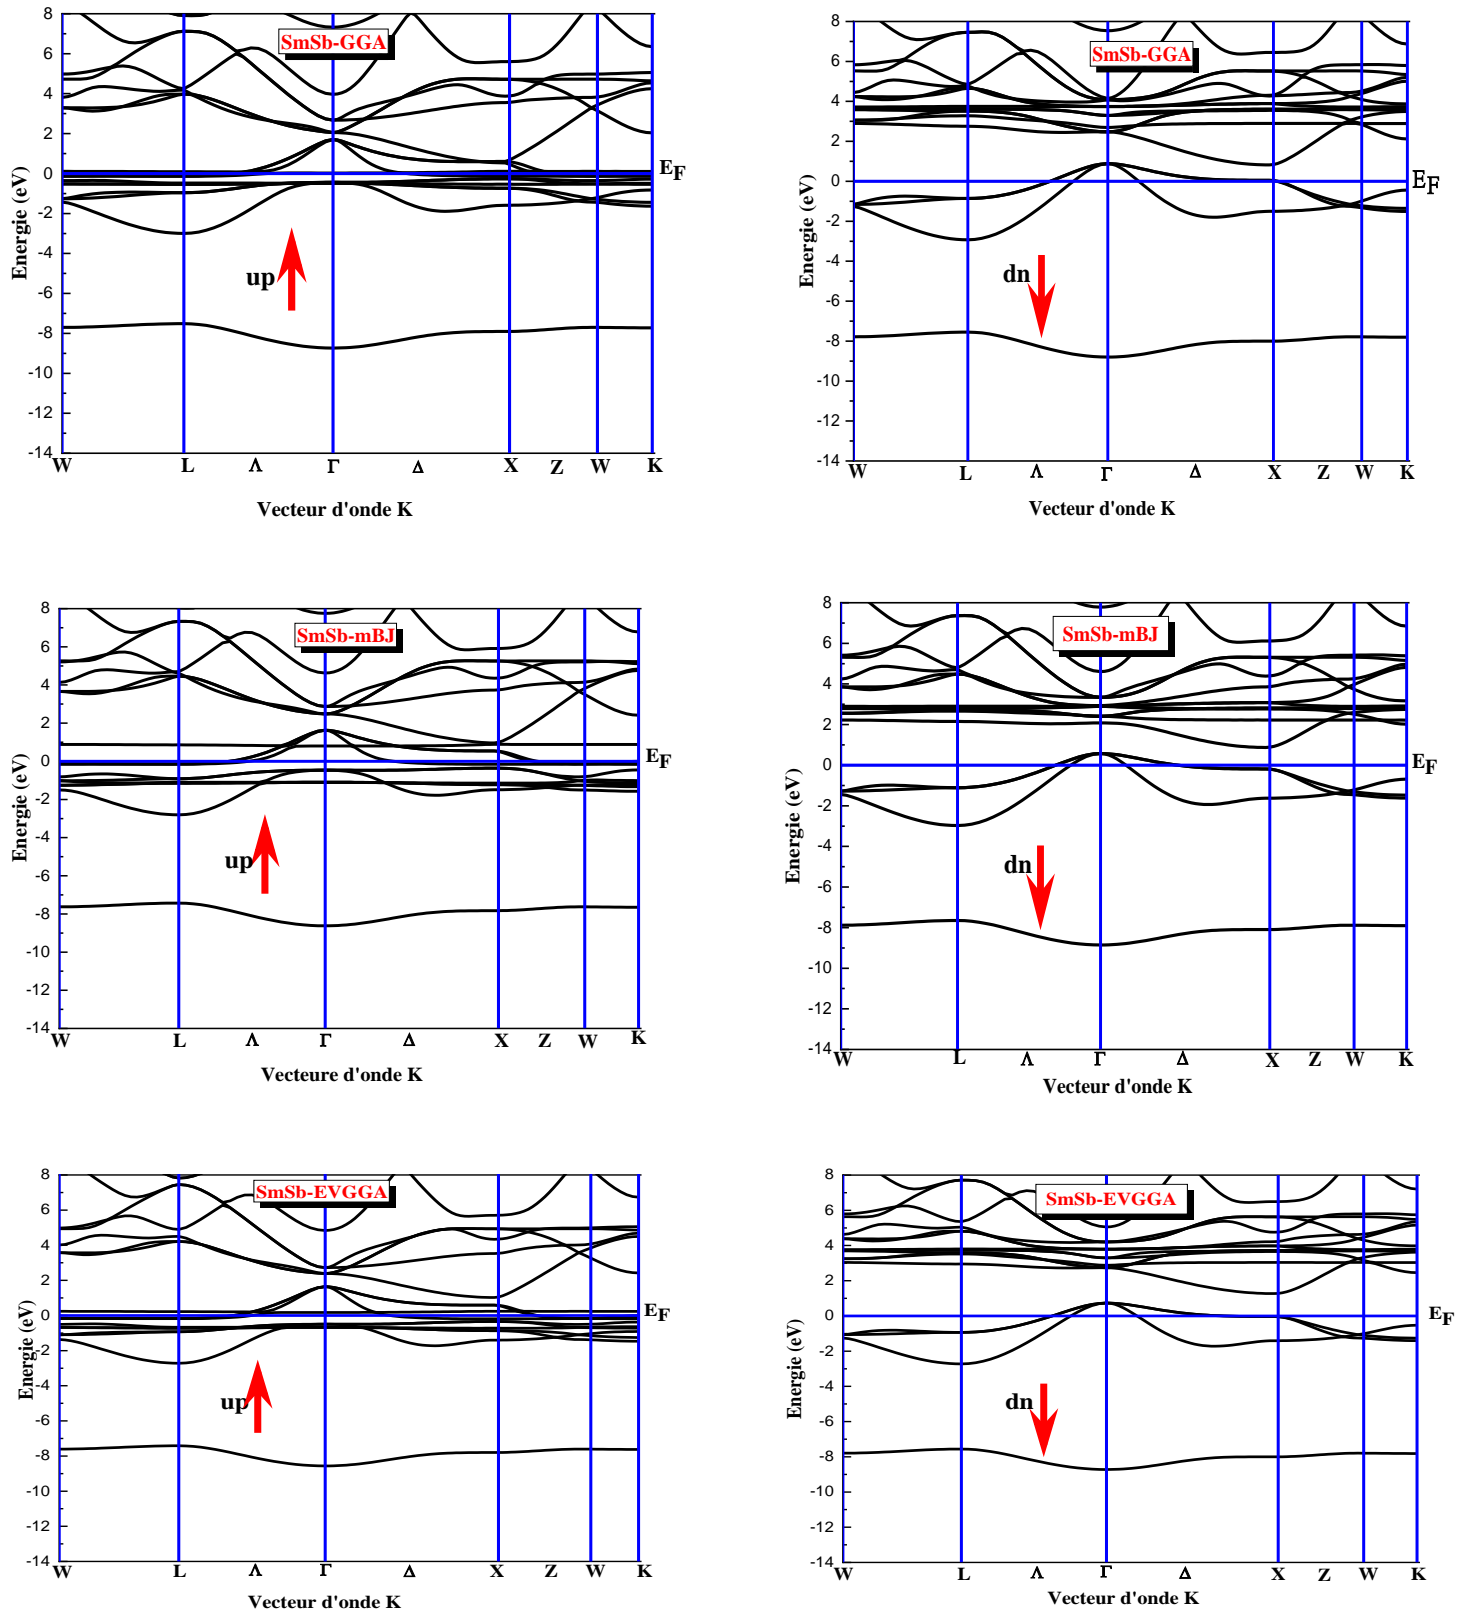 8
6
4
2
0
-2
-4
-6
-8
-10
-12
-14
Energie (eV)
SmSb-GGA
up
EF
W L Λ Γ Δ X Z W K
Vecteur d'onde K
8
6
4
2
0
-2
-4
-6
-8
-10
-12
-14
Energie (eV)
SmSb-GGA
dn
EF
W L Λ Γ Δ X Z W K
Vecteur d'onde K
8
6
4
2
0
-2
-4
-6
-8
-10
-12
-14
Energie (eV)
SmSb-mBJ
up
EF
W L Λ Γ Δ X Z W K
Vecteure d'onde K
8
6
4
2
0
-2
-4
-6
-8
-10
-12
-14
Energie (eV)
SmSb-mBJ
dn
EF
W L Λ Γ Δ X Z W K
Vecteur d'onde K
8
6
4
2
0
-2
-4
-6
-8
-10
-12
-14
Energie (eV)
SmSb-EVGGA
up
EF
W L Λ Γ Δ X Z W K
Vecteur d'onde K
8
6
4
2
0
-2
-4
-6
-8
-10
-12
-14
Energie (eV)
SmSb-EVGGA
dn
EF
W L Λ Γ Δ X Z W K
Vecteur d'onde K